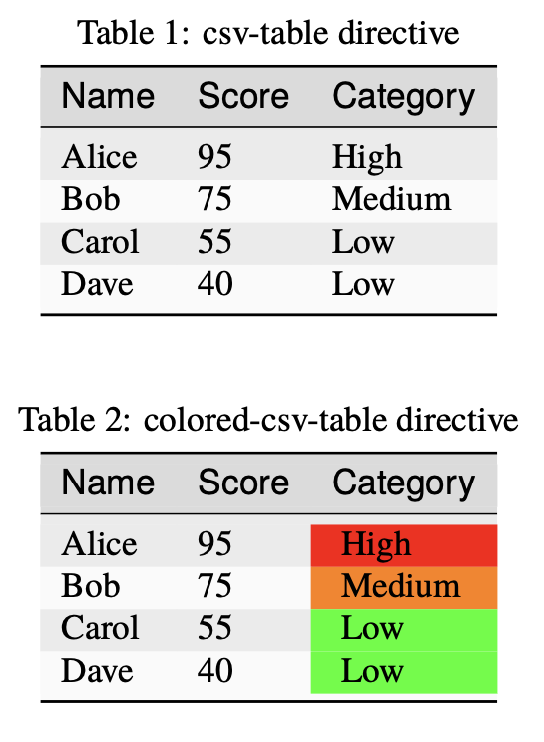 Table 1: csv-table directive
Name Score Category
Alice 95 High
Bob 75 Medium
Carol 55 Low
Dave 40 Low
Table 2: colored-csv-table directive
Name Score Category
Alice 95 High
Bob 75 Medium
Carol 55 Low
Dave 40 Low